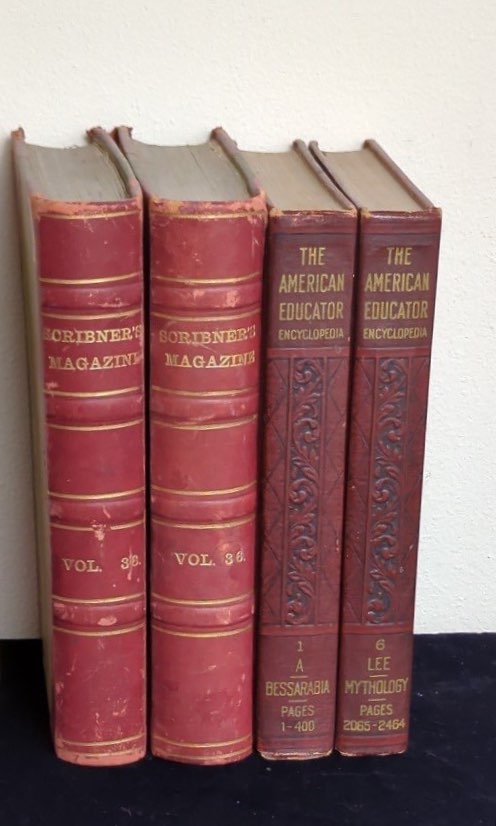 SCRIBNER'S
MAGAZINE
VOL.
SCRIBNER'S
MAGAZINE
VOL. 36.
THE
AMERICAN
EDUCATOR
ENCYCLOPEDIA
1
A
BESSARABIA
PAGES
1-400
THE
AMERICAN
EDUCATOR
ENCYCLOPEDIA
6
LEE
MYTHOLOGY
PAGES
2065-2464